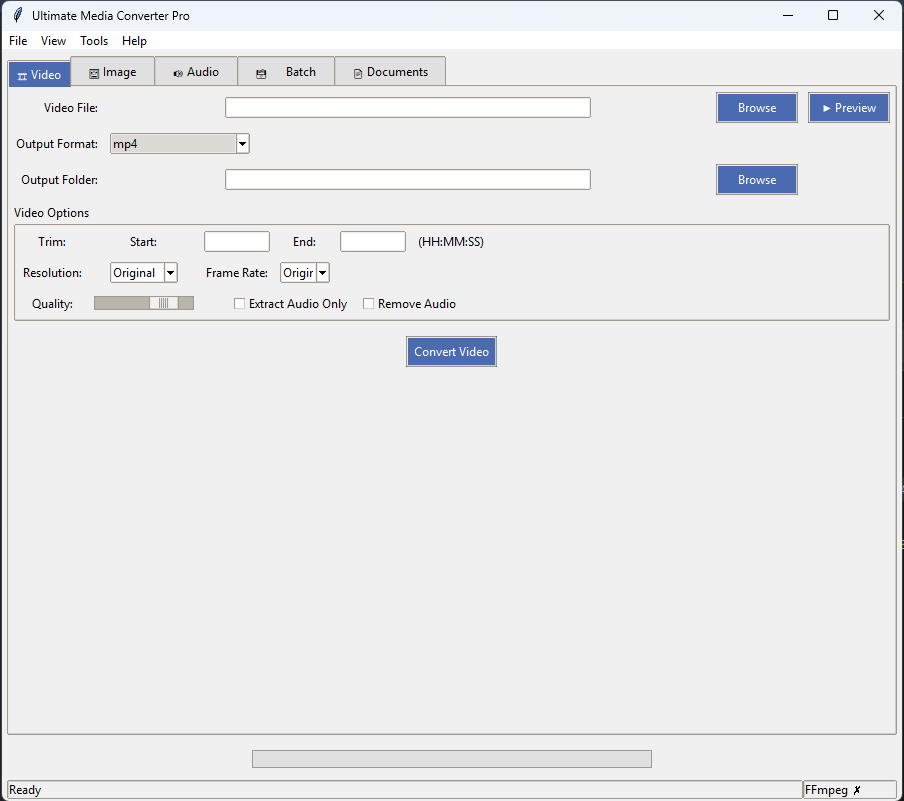 Ultimate Media Converter Pro
File View Tools Help
Video Image Audio Batch Documents
Video File: Browse ► Preview
Output Format: mp4
Output Folder: Browse
Video Options
Trim: Start: End: (HH:MM:SS)
Resolution: Original Frame Rate: Origir
Quality: Extract Audio Only Remove Audio
Convert Video
Ready FFmpeg ✗